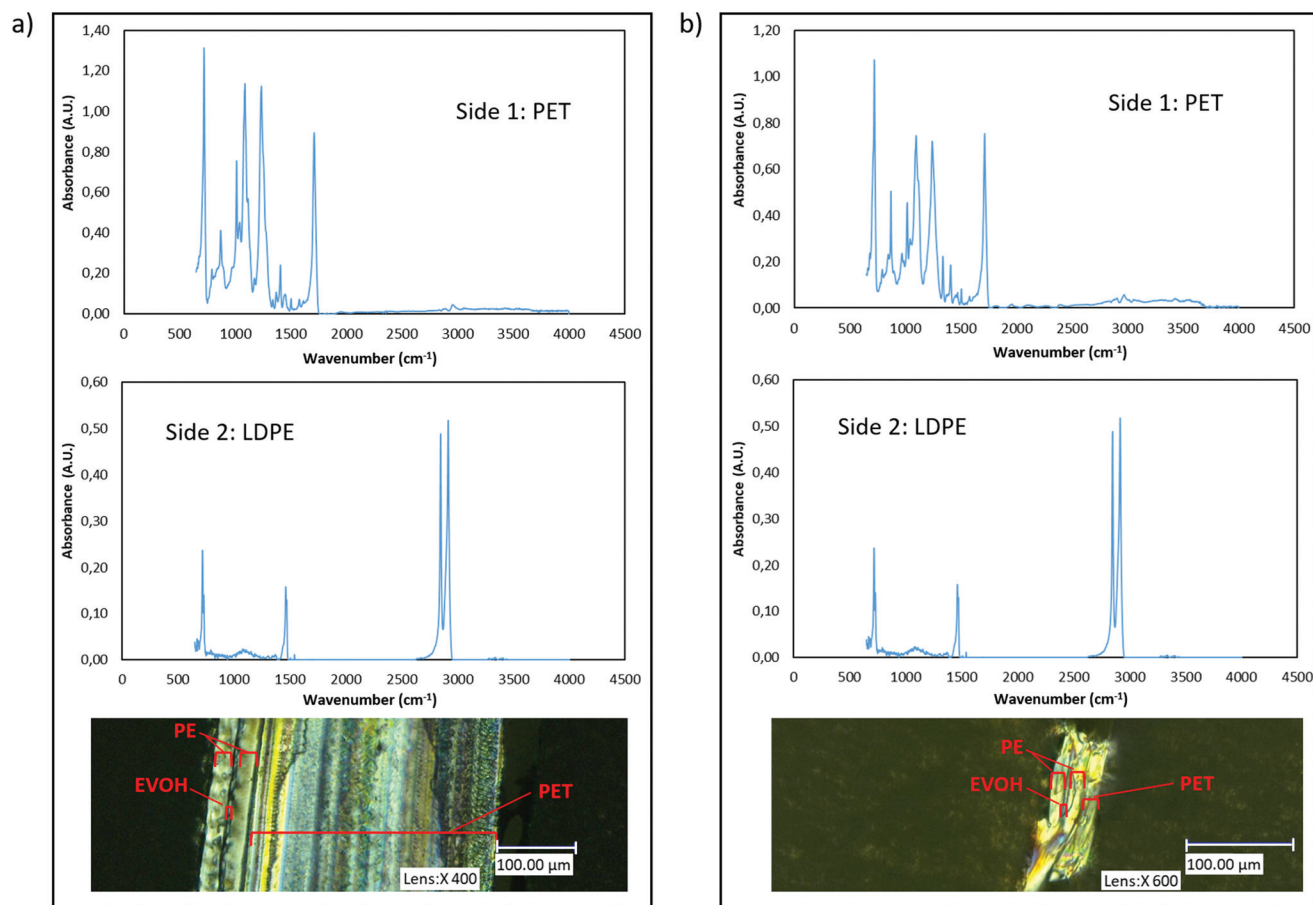 a)
1,40
1,20
1,00
0,80
0,60
0,40
0,20
0,00
Absorbance (A.U.)
Side 1: PET
0 500 1000 1500 2000 2500 3000 3500 4000 4500
Wavenumber (cm⁻¹)
0,60
0,50
0,40
0,30
0,20
0,10
0,00
Absorbance (A.U.)
Side 2: LDPE
0 500 1000 1500 2000 2500 3000 3500 4000 4500
Wavenumber (cm⁻¹)
PE
EVOH
PET
100.00 µm
Lens:X 400
b)
1,20
1,00
0,80
0,60
0,40
0,20
0,00
Absorbance (A.U.)
Side 1: PET
0 500 1000 1500 2000 2500 3000 3500 4000 4500
Wavenumber (cm⁻¹)
0,60
0,50
0,40
0,30
0,20
0,10
0,00
Absorbance (A.U.)
Side 2: LDPE
0 500 1000 1500 2000 2500 3000 3500 4000 4500
Wavenumber (cm⁻¹)
PE
EVOH
PET
100.00 µm
Lens:X 600